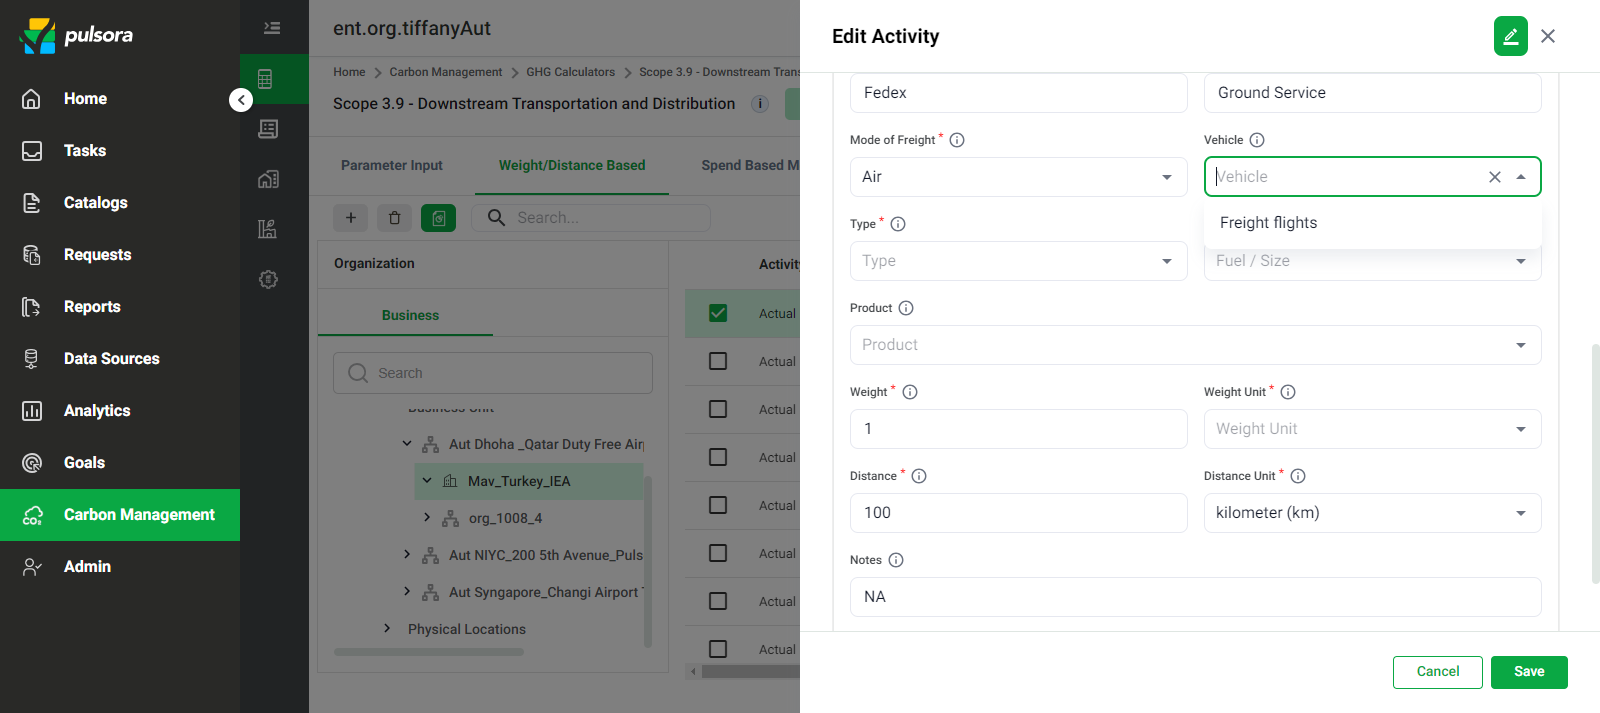 pulsora
Home
Tasks
Catalogs
Requests
Reports
Data Sources
Analytics
Goals
Carbon Management
Admin
ent.org.tiffanyAut
Home > Carbon Management > GHG Calculators > Scope 3.9 - Downstream Trans
Scope 3.9 - Downstream Transportation and Distribution
Parameter Input
Weight/Distance Based
Spend Based M
Search...
Organization
Business
Search
Business Unit
Aut Dhoha _Qatar Duty Free Air
Mav_Turkey_IEA
org_1008_4
Aut NIYC_200 5th Avenue_Puls
Aut Syngapore_Changi Airport T
Physical Locations
Activity
Actual
Actual
Actual
Actual
Actual
Actual
Actual
Actual
Edit Activity
Fedex
Ground Service
Mode of Freight *
Vehicle
Air
Vehicle
Freight flights
Type *
Type
Fuel / Size
Product
Product
Weight *
Weight Unit *
1
Weight Unit
Distance *
Distance Unit *
100
kilometer (km)
Notes
NA
Cancel
Save